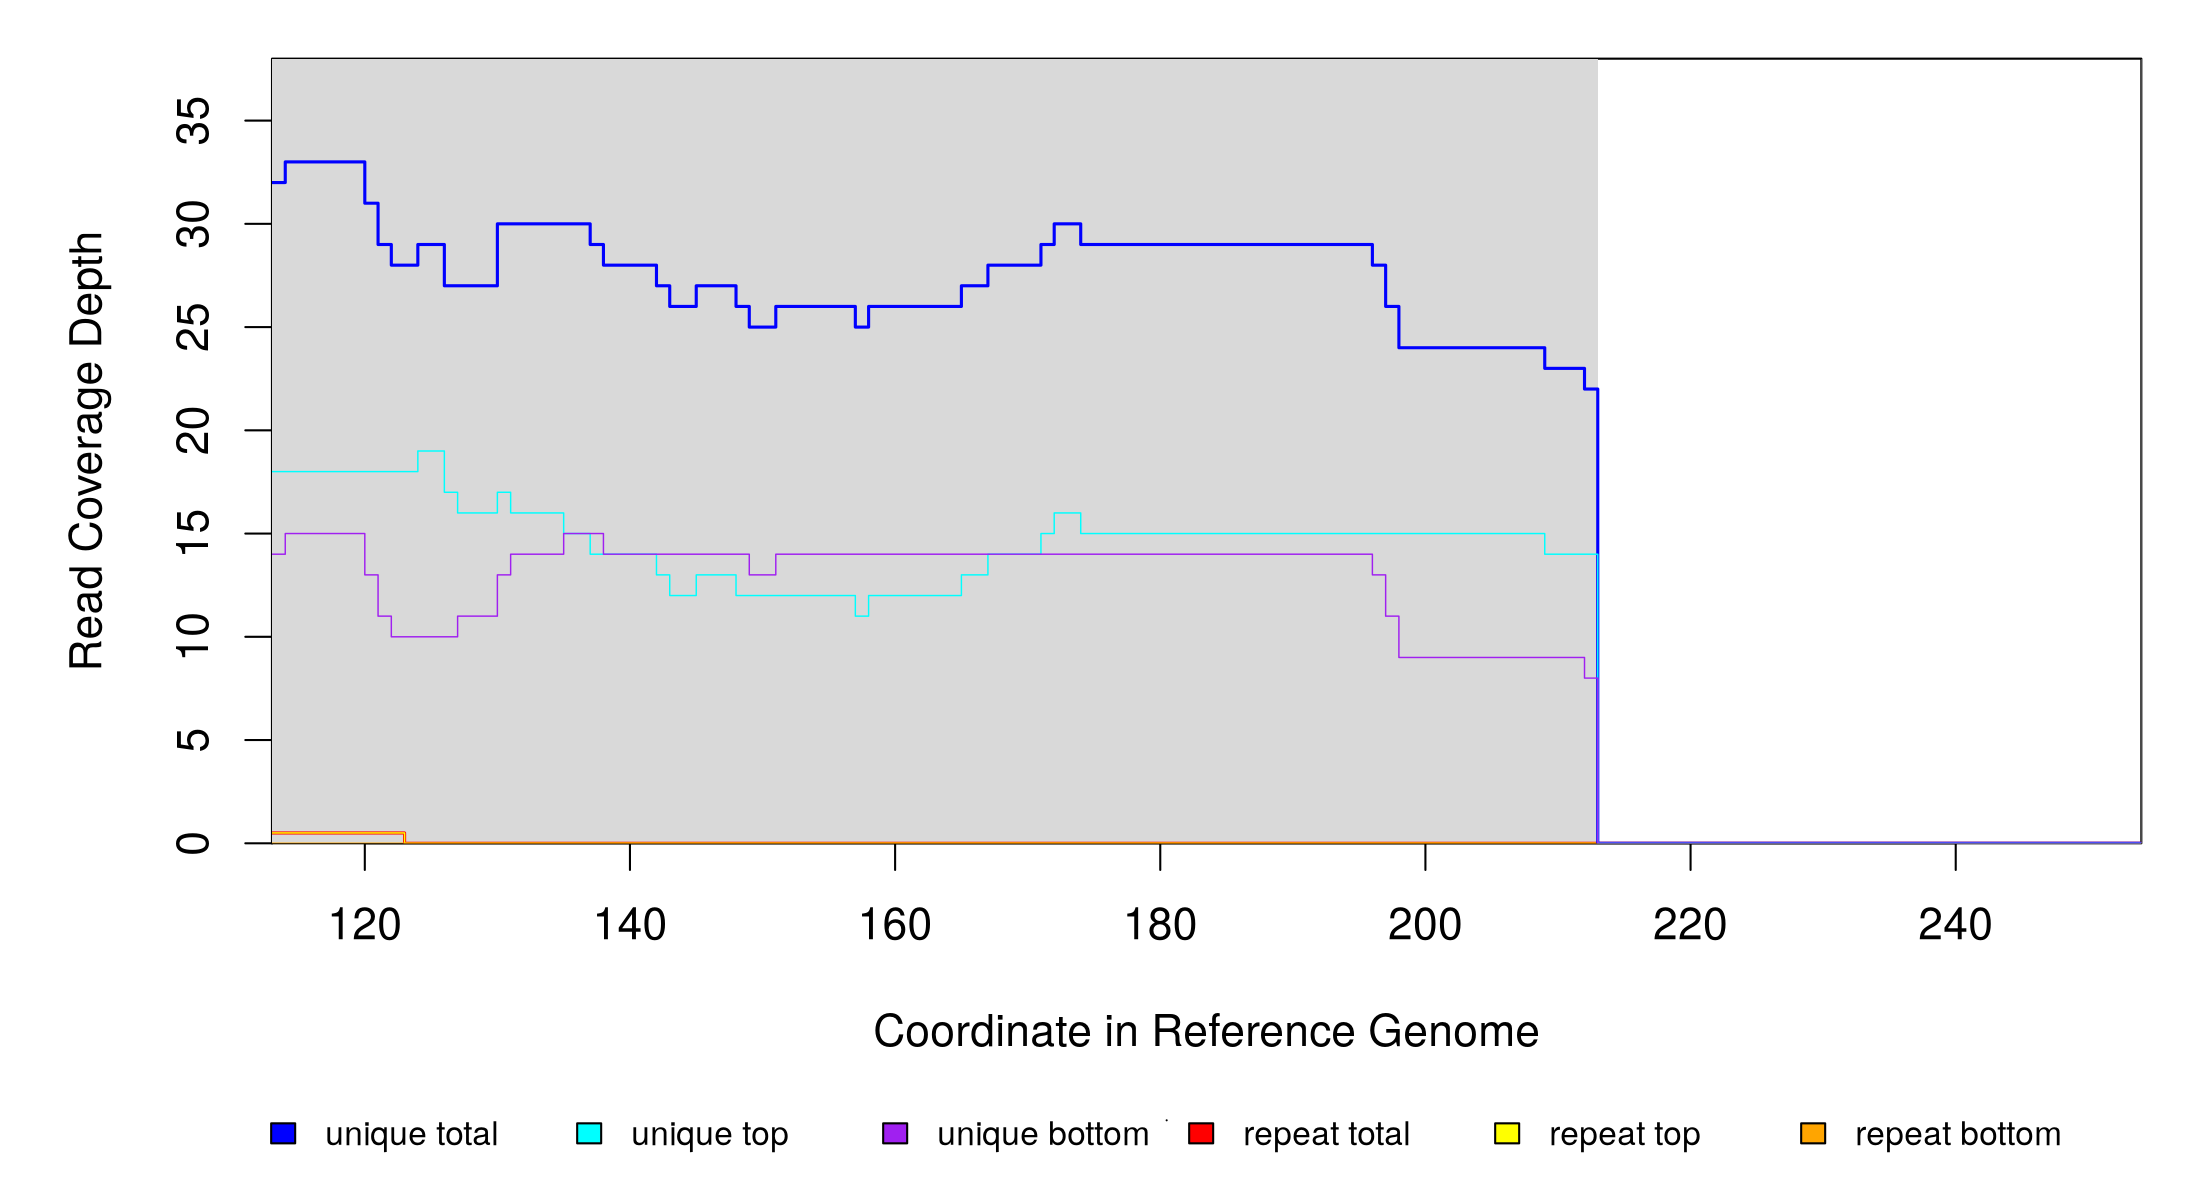 Read Coverage Depth
35
30
25
20
15
10
5
0
120 140 160 180 200 220 240
Coordinate in Reference Genome
unique total unique top unique bottom repeat total repeat top repeat bottom